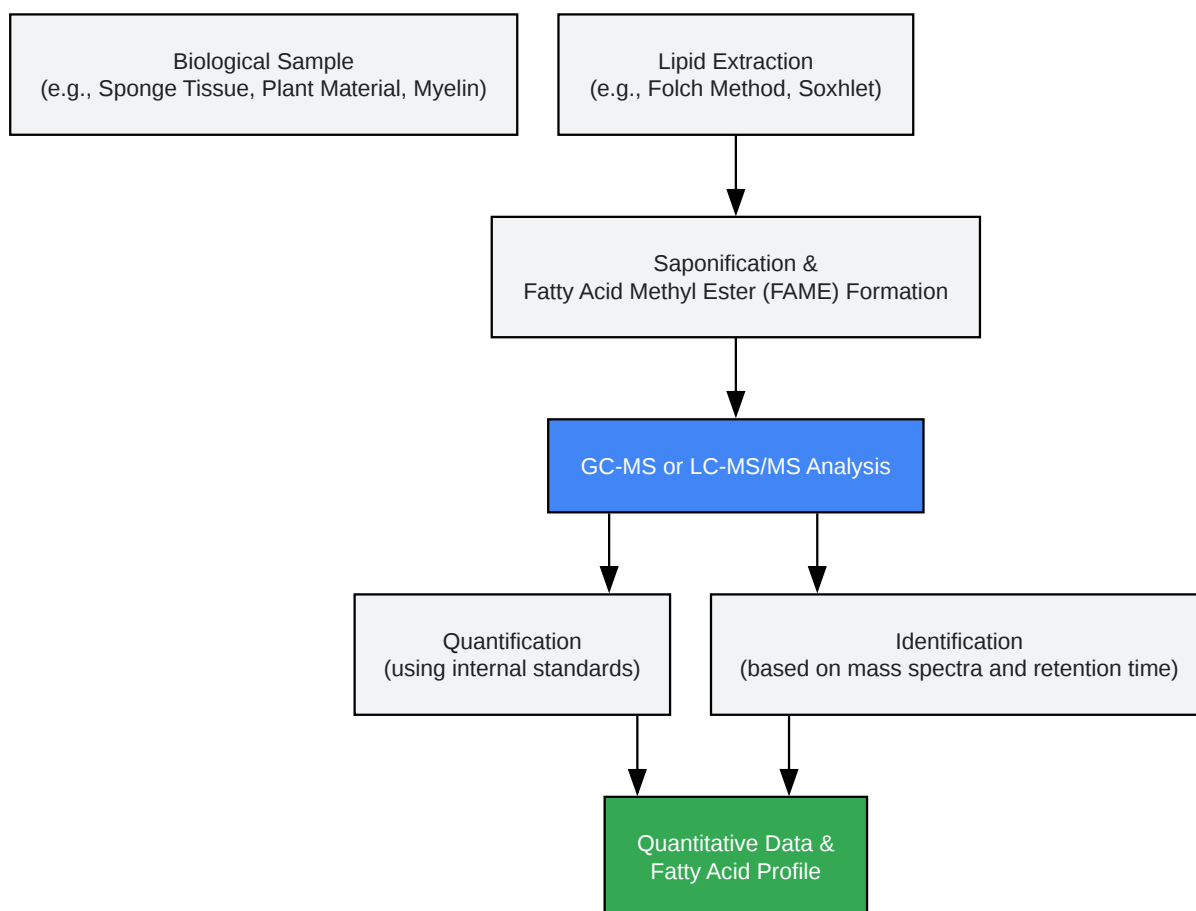 Biological Sample
(e.g., Sponge Tissue, Plant Material, Myelin)
Lipid Extraction
(e.g., Folch Method, Soxhlet)
Saponification &
Fatty Acid Methyl Ester (FAME) Formation
GC-MS or LC-MS/MS Analysis
Quantification
(using internal standards)
Identification
(based on mass spectra and retention time)
Quantitative Data &
Fatty Acid Profile